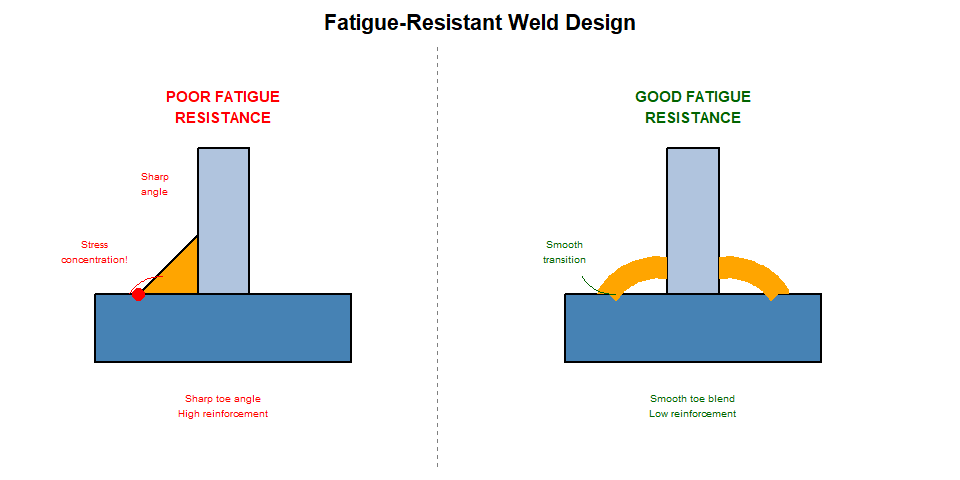 Fatigue-Resistant Weld Design
POOR FATIGUE
RESISTANCE
Sharp
angle
Stress
concentration!
Sharp toe angle
High reinforcement
GOOD FATIGUE
RESISTANCE
Smooth
transition
Smooth toe blend
Low reinforcement